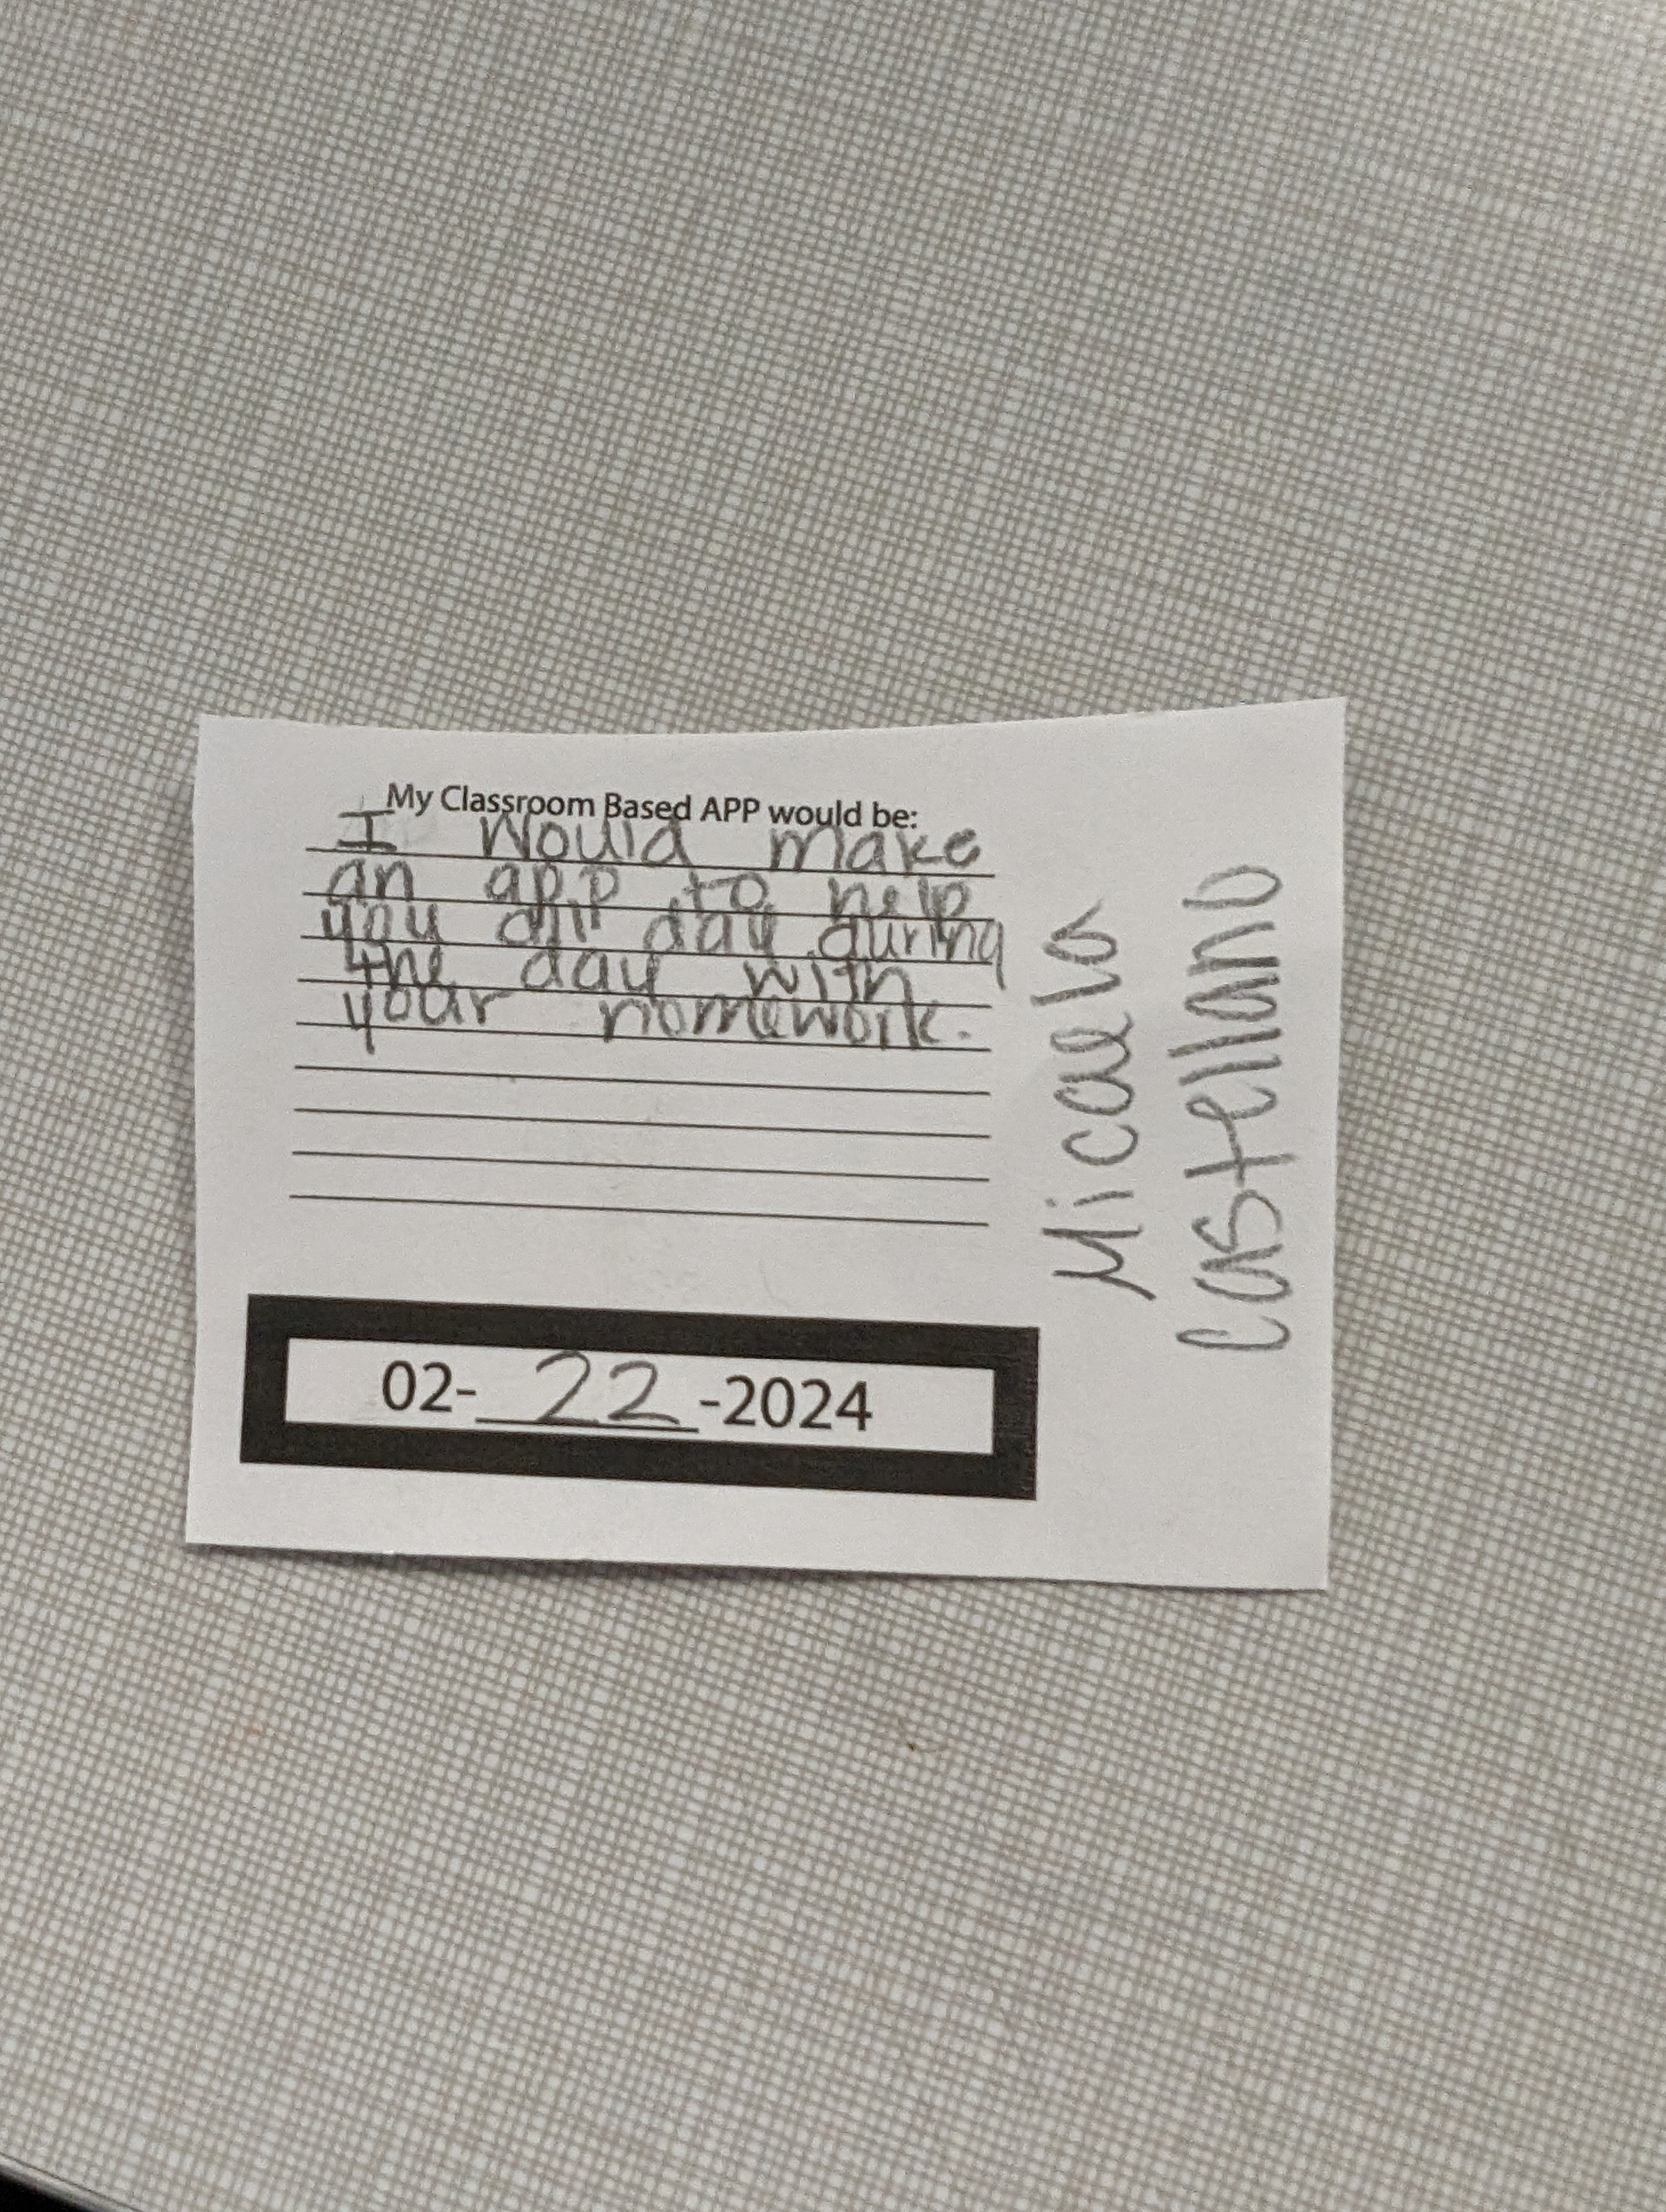 My Classroom Based APP would be:
I would make
an app to help
you all day during
the day with
your homework.
02-22-2024
Micaela
Castellano